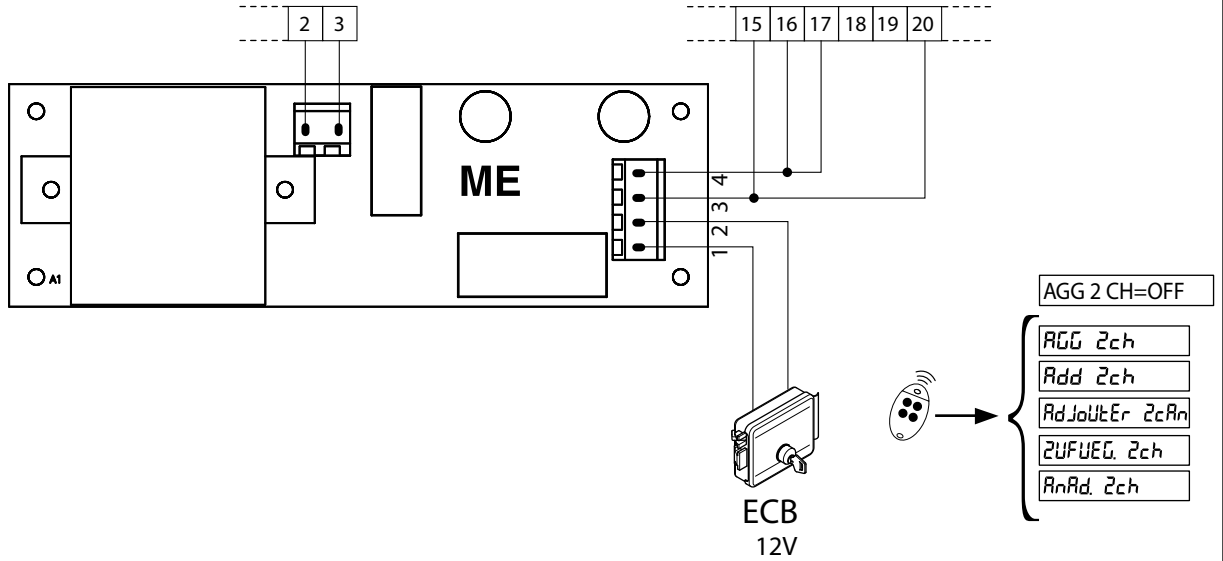 2 3
15 16 17 18 19 20
ME
4
3
2
1
A1
AGG 2 CH=OFF
AGG 2ch
Add 2ch
AdJoUtEr 2cAn
2UFUEG. 2ch
AnAd. 2ch
ECB
12V